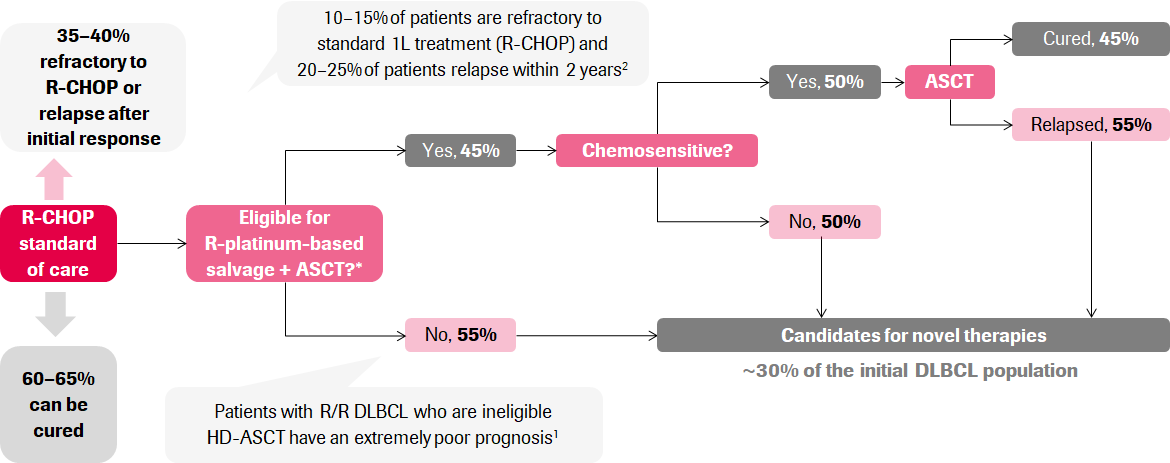 35–40%
refractory to
R-CHOP or
relapse after
initial response
10–15% of patients are refractory to
standard 1L treatment (R-CHOP) and
20–25% of patients relapse within 2 years²
R-CHOP
standard
of care
60–65%
can be
cured
Eligible for
R-platinum-based
salvage + ASCT?*
Yes, 45%
No, 55%
Chemosensitive?
Yes, 50%
No, 50%
ASCT
Cured, 45%
Relapsed, 55%
Candidates for novel therapies
~30% of the initial DLBCL population
Patients with R/R DLBCL who are ineligible
HD-ASCT have an extremely poor prognosis¹